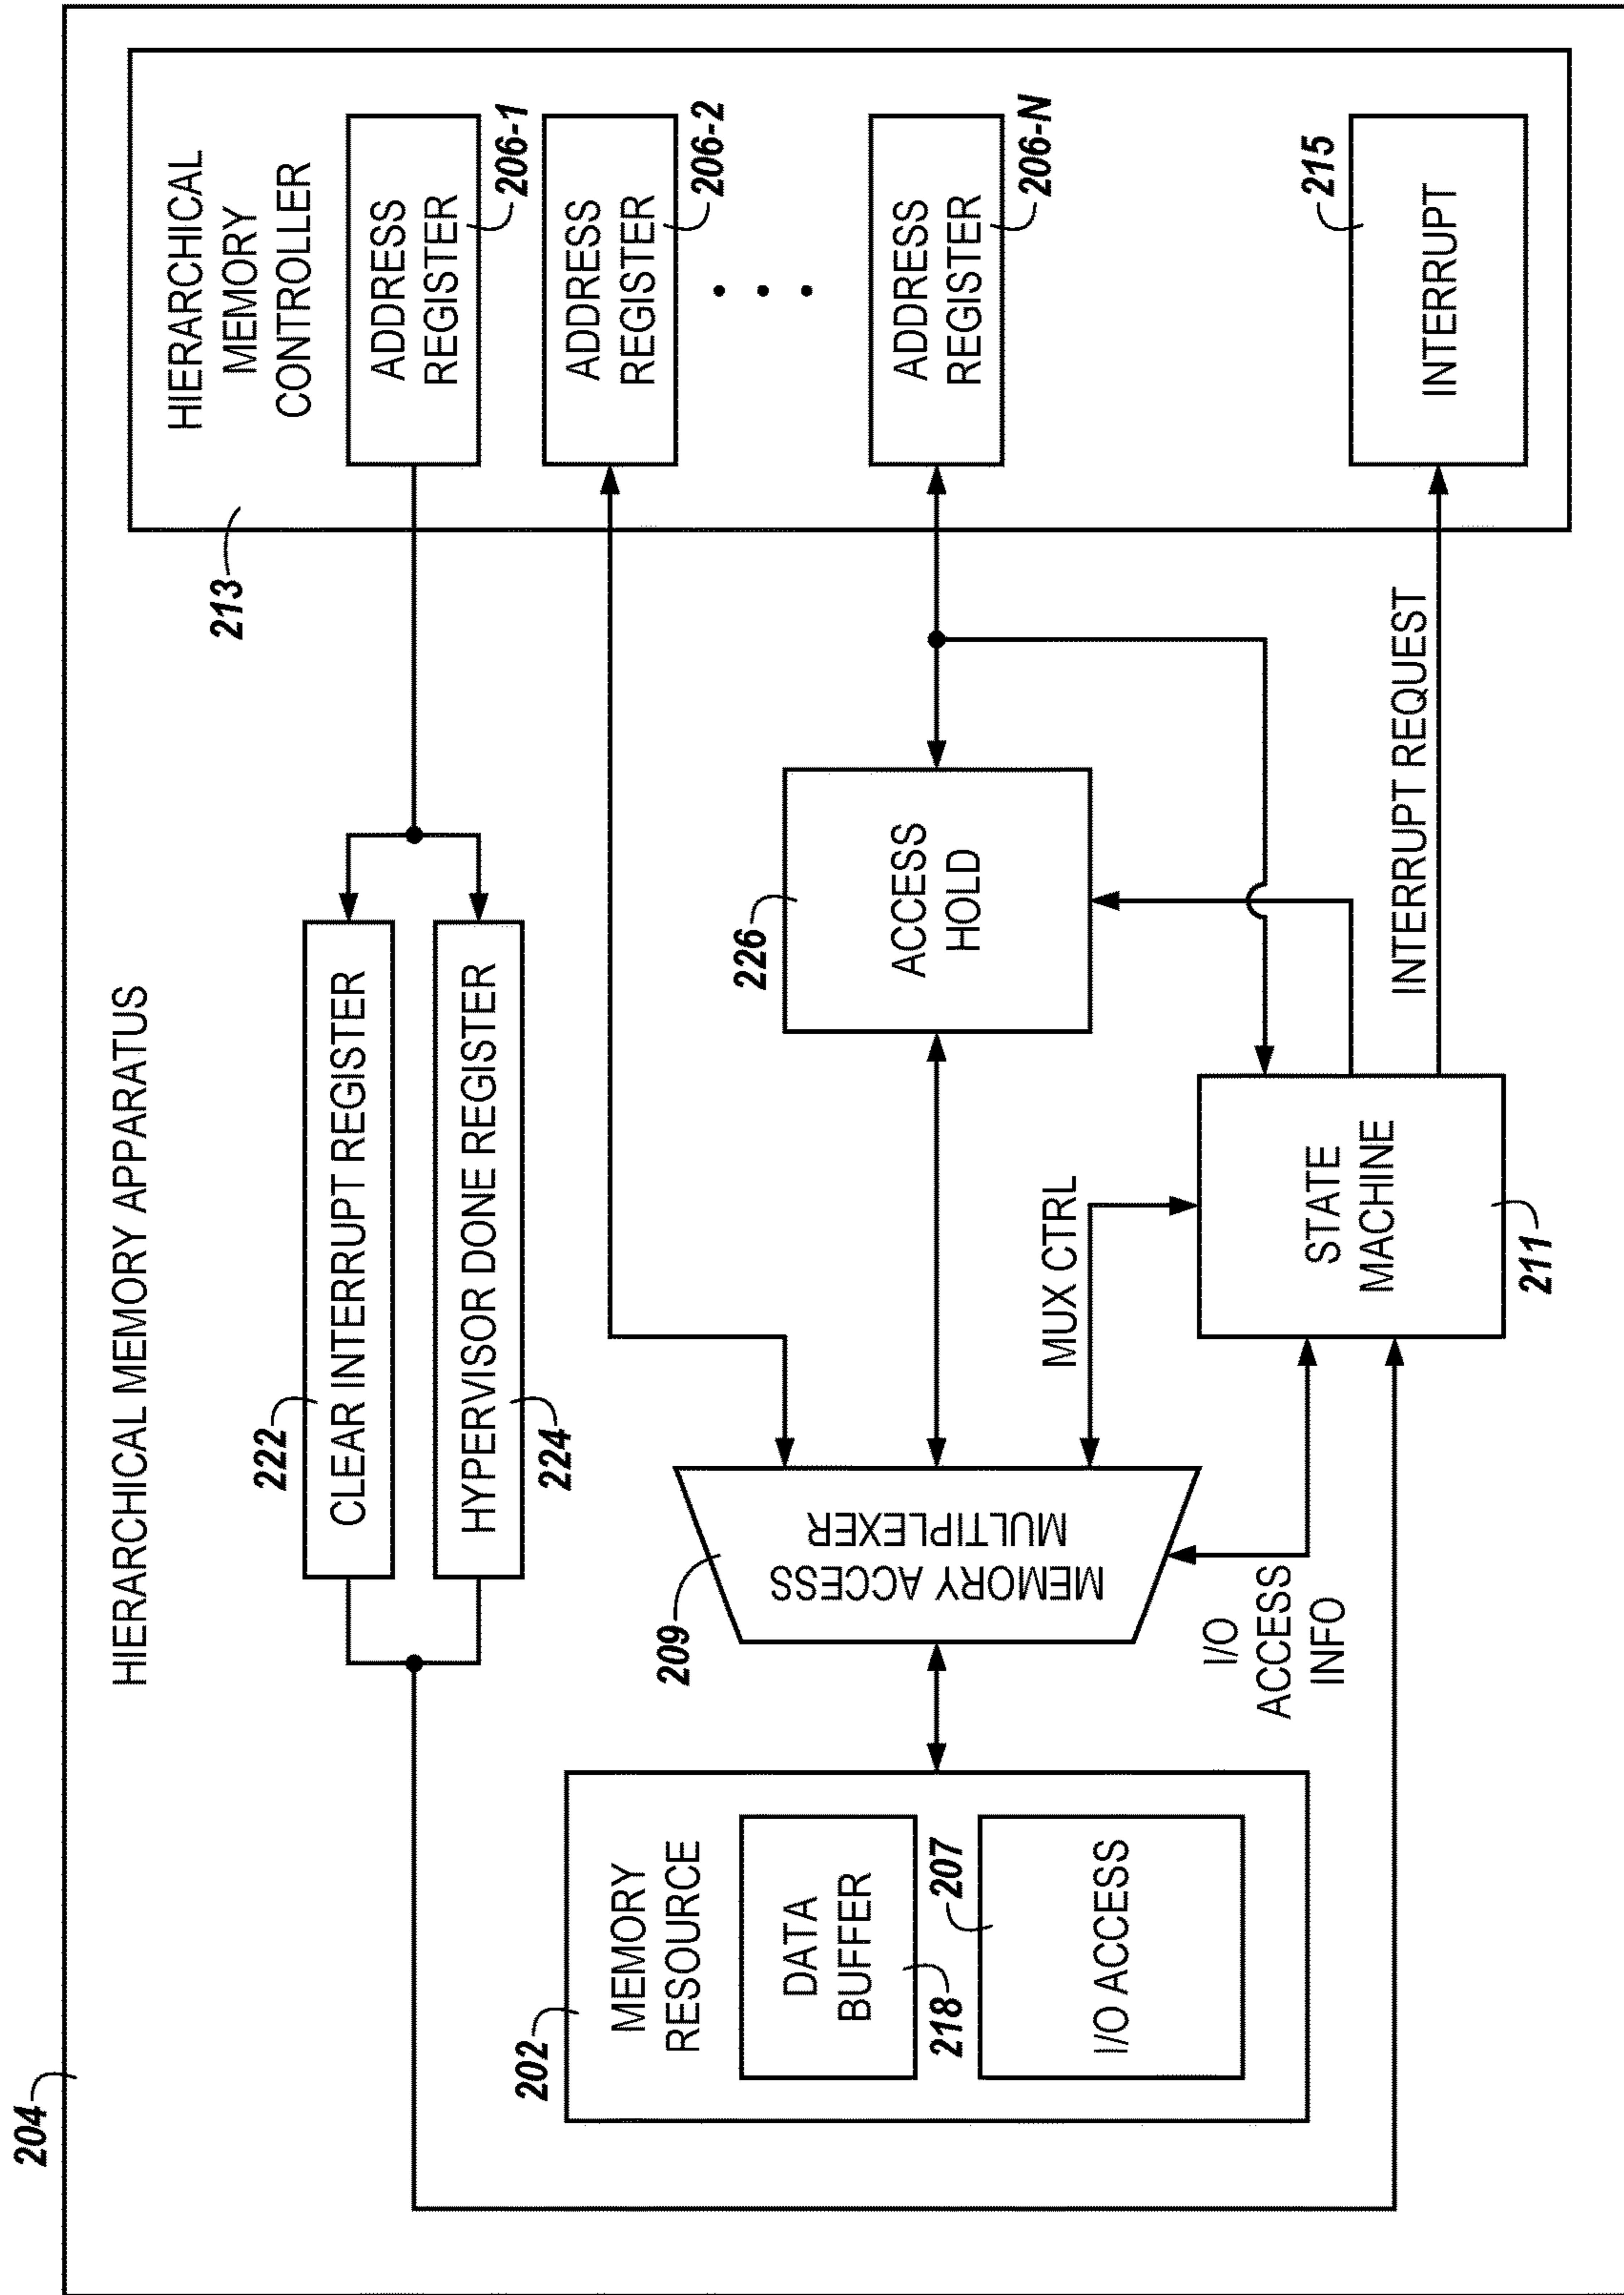 204
HIERARCHICAL MEMORY APPARATUS
222
CLEAR INTERRUPT REGISTER
HYPERVISOR DONE REGISTER
224
213
HIERARCHICAL
MEMORY
CONTROLLER
ADDRESS
REGISTER
206-1
ADDRESS
REGISTER
206-2
• • •
ADDRESS
REGISTER
206-N
215
INTERRUPT
202
MEMORY
RESOURCE
DATA
BUFFER
218
207
I/O ACCESS
209
MEMORY ACCESS
MULTIPLEXER
226
ACCESS
HOLD
MUX CTRL
I/O
ACCESS
INFO
STATE
MACHINE
211
INTERRUPT REQUEST